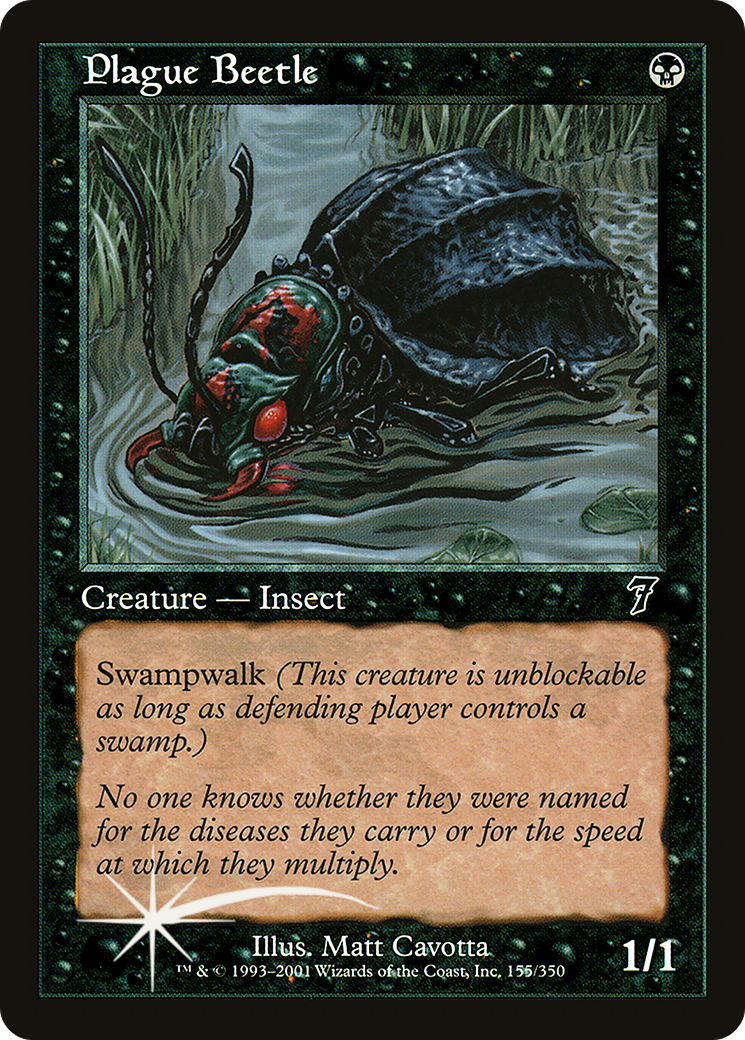 Plague Beetle
Creature — Insect
7
Swampwalk (This creature is unblockable
as long as defending player controls a
swamp.)
No one knows whether they were named
for the diseases they carry or for the speed
at which they multiply.
Illus. Matt Cavotta
™ & © 1993–2001 Wizards of the Coast, Inc. 155/350
1/1